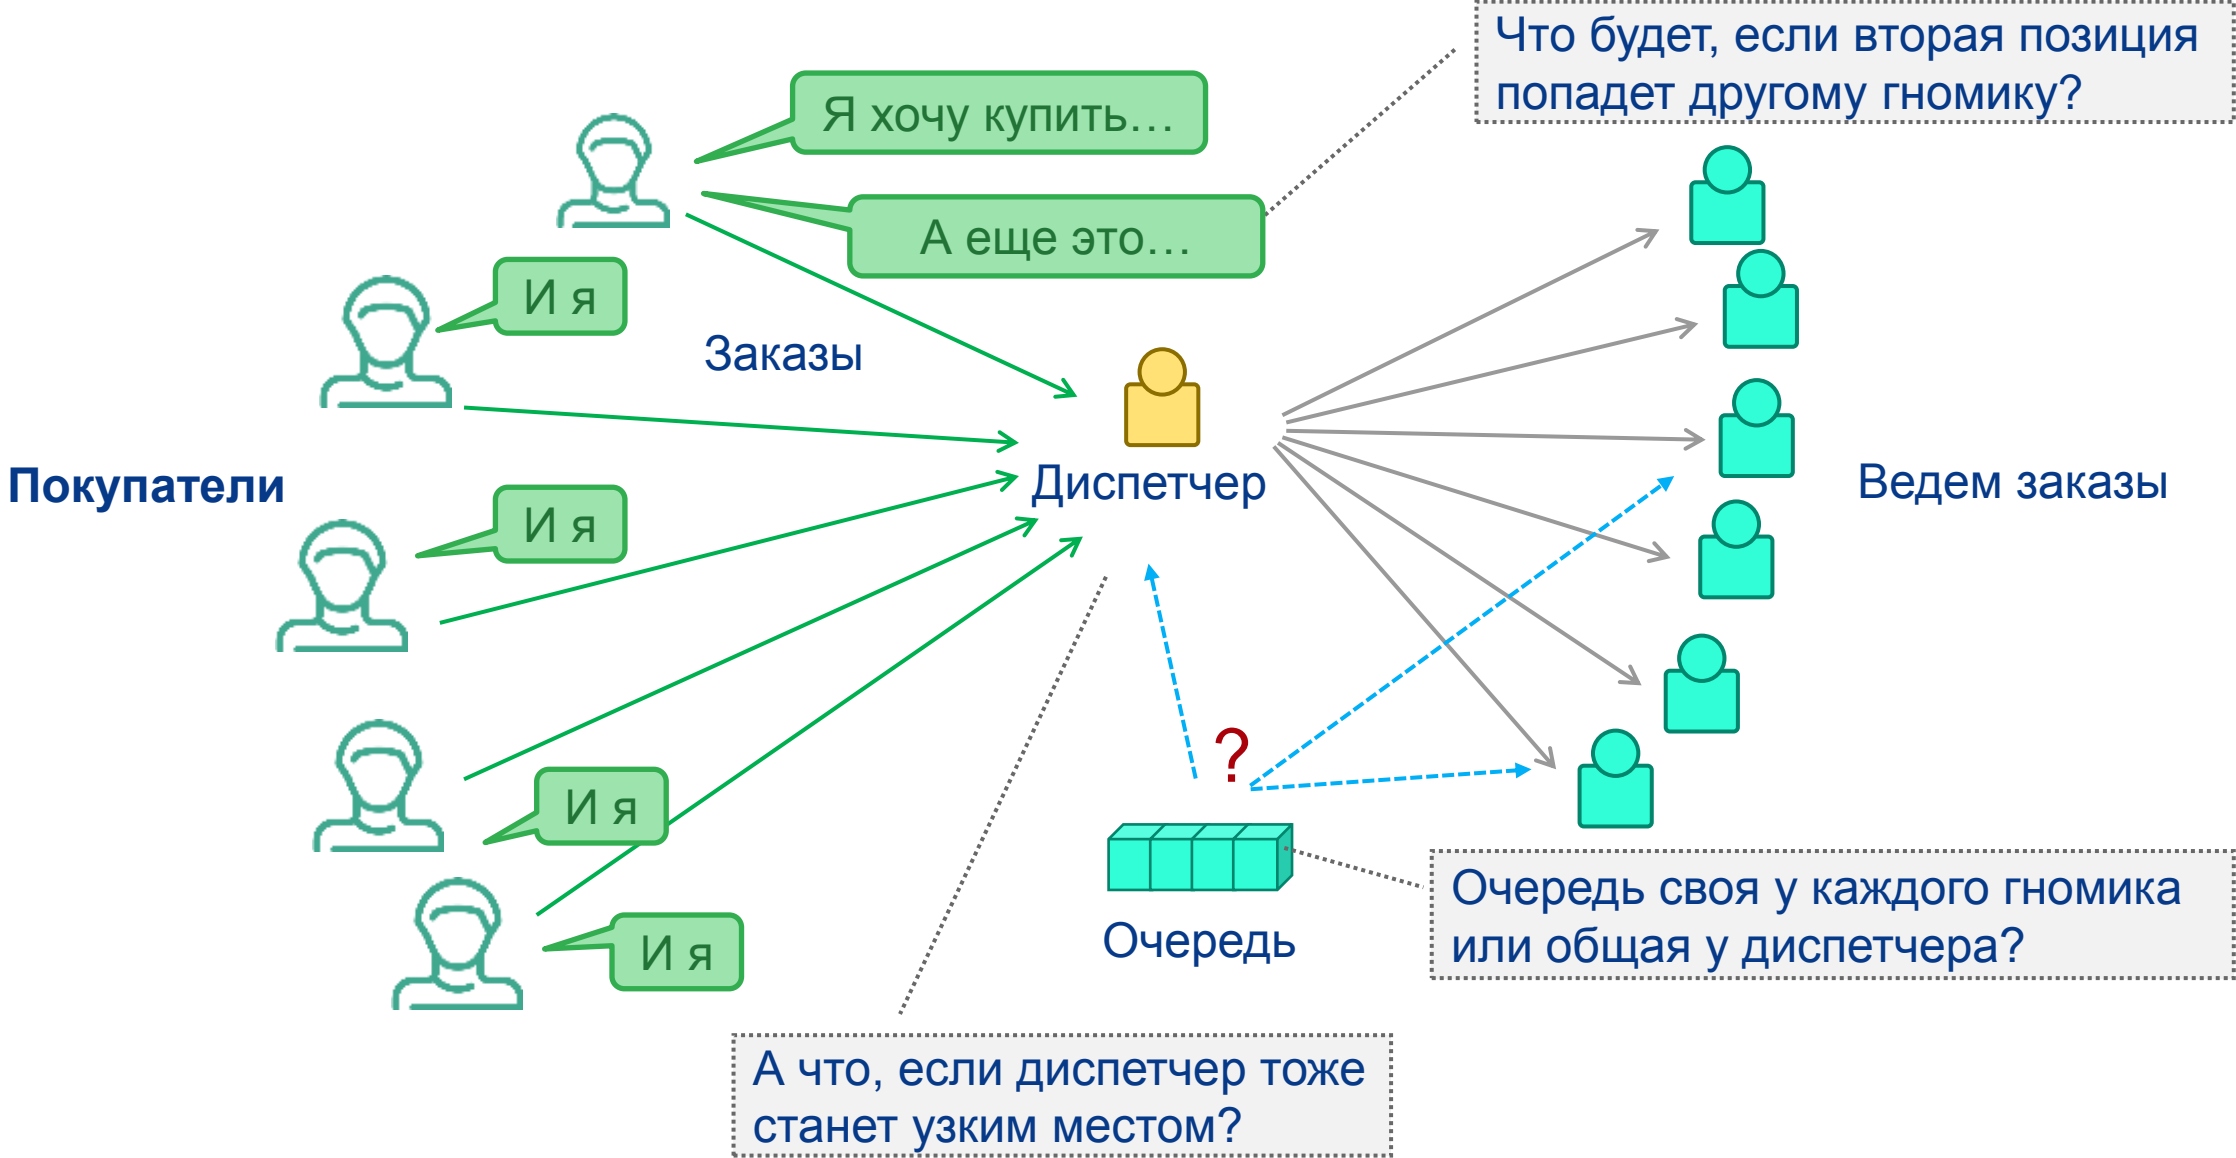 Что будет, если вторая позиция
попадет другому гномику?
Я хочу купить…
А еще это…
И я
Заказы
Покупатели
Диспетчер
Ведем заказы
И я
?
И я
И я
Очередь
Очередь своя у каждого гномика
или общая у диспетчера?
А что, если диспетчер тоже
станет узким местом?